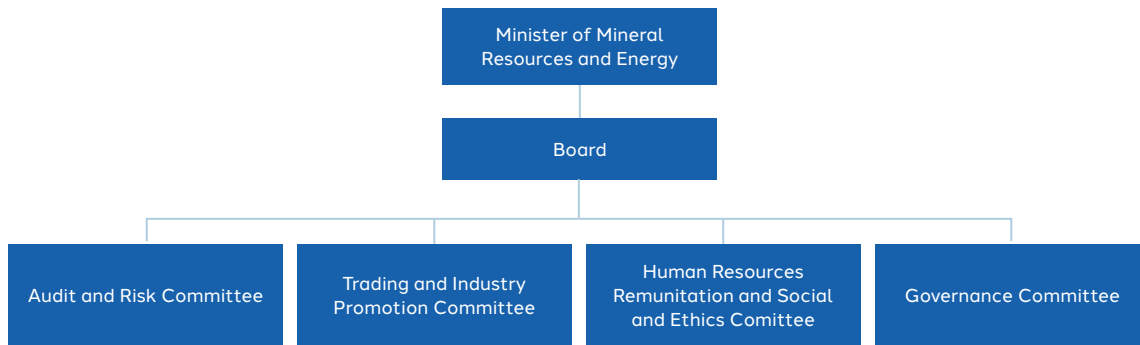 Minister of Mineral
Resources and Energy
Board
Audit and Risk Committee
Trading and Industry
Promotion Committee
Human Resources
Remunitation and Social
and Ethics Comittee
Governance Committee